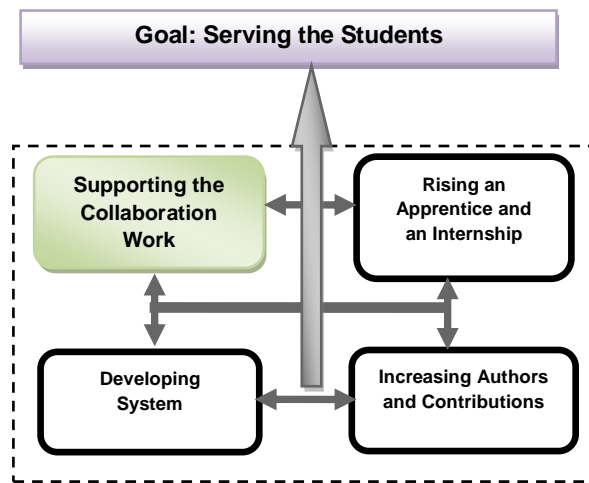 Goal: Serving the Students
Supporting the
Collaboration
Work
Rising an
Apprentice and
an Internship
Developing
System
Increasing Authors
and Contributions